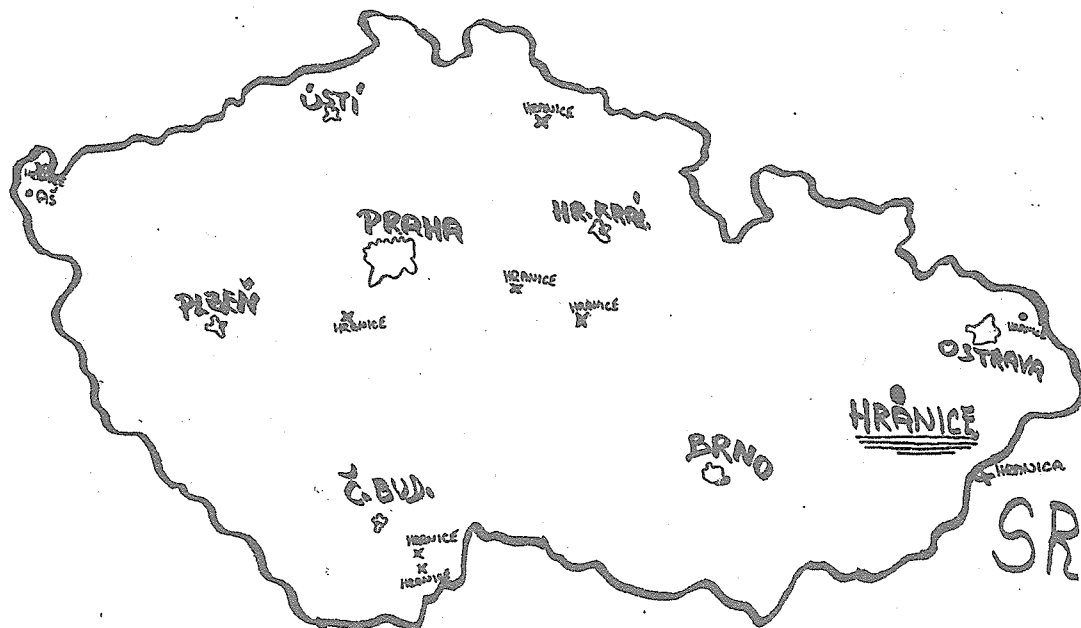 ÚSTÍ
HRANICE
HRANICE
AŠ
PRAHA
HR. KRÁL.
HRANICE
PLZEŇ
HRANICE
HRANICE
HRANICE
OSTRAVA
HRANICE
BRNO
HRANICA
Č. BUD.
SR
HRANICE
HRANICE